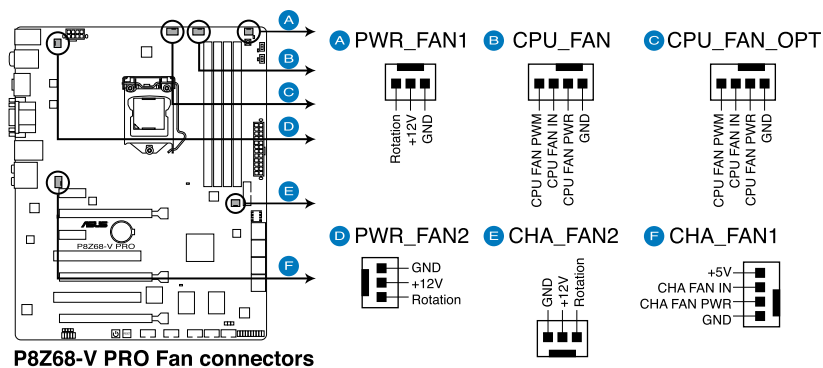 A
B
C
D
E
F
ASUS
P8Z68-V PRO
P8Z68-V PRO Fan connectors
A PWR_FAN1
Rotation
+12V
GND
B CPU_FAN
CPU FAN PWM
CPU FAN IN
CPU FAN PWR
GND
C CPU_FAN_OPT
CPU FAN PWM
CPU FAN IN
CPU FAN PWR
GND
D PWR_FAN2
GND
+12V
Rotation
E CHA_FAN2
GND
+12V
Rotation
F CHA_FAN1
+5V
CHA FAN IN
CHA FAN PWR
GND